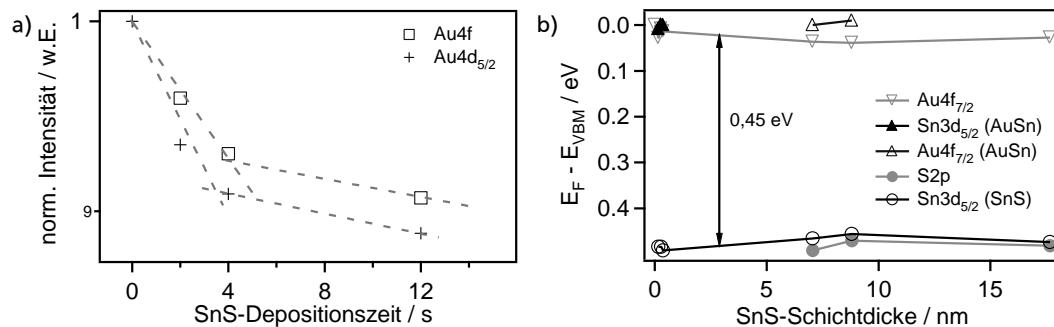 a)
norm. Intensität / w.E.
1
9
0
4
8
12
SnS-Depositionszeit / s
Au4f
Au4d5/2
b)
EF - EVBM / eV
0.0
0.1
0.2
0.3
0.4
0
5
10
15
SnS-Schichtdicke / nm
0,45 eV
Au4f7/2
Sn3d5/2 (AuSn)
Au4f7/2 (AuSn)
S2p
Sn3d5/2 (SnS)